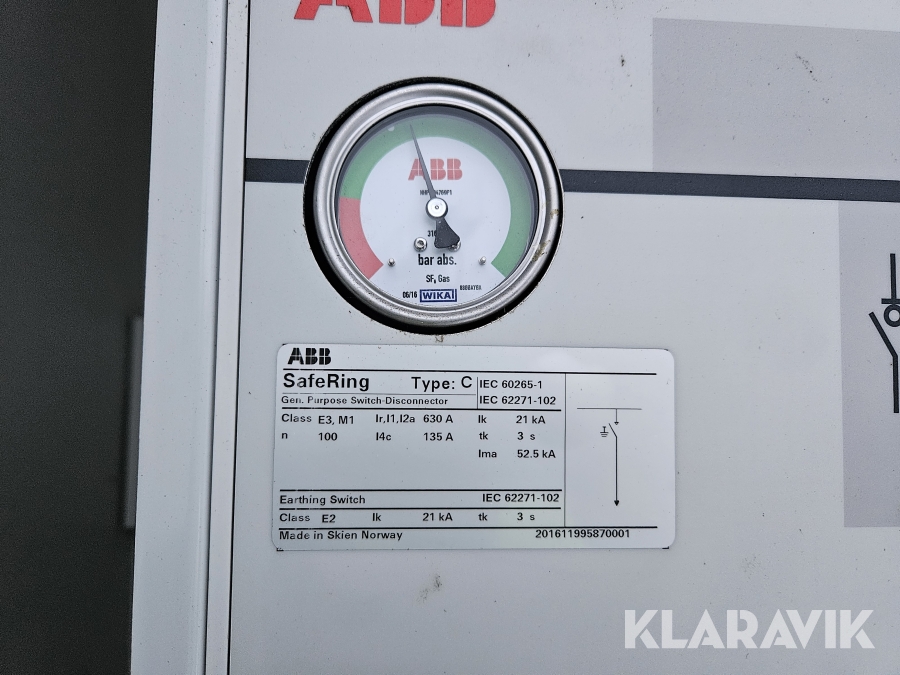 ABB
ABB
bar abs.
SF₆ Gas
05/16 WIKA
ABB
SafeRing Type: C IEC 60265-1
Gen. Purpose Switch-Disconnector IEC 62271-102
Class E3, M1 Ir,I1,I2a 630 A Ik 21 kA
n 100 I4c 135 A tk 3 s
Ima 52.5 kA
Earthing Switch IEC 62271-102
Class E2 Ik 21 kA tk 3 s
Made in Skien Norway 201611995870001
KLARAVIK